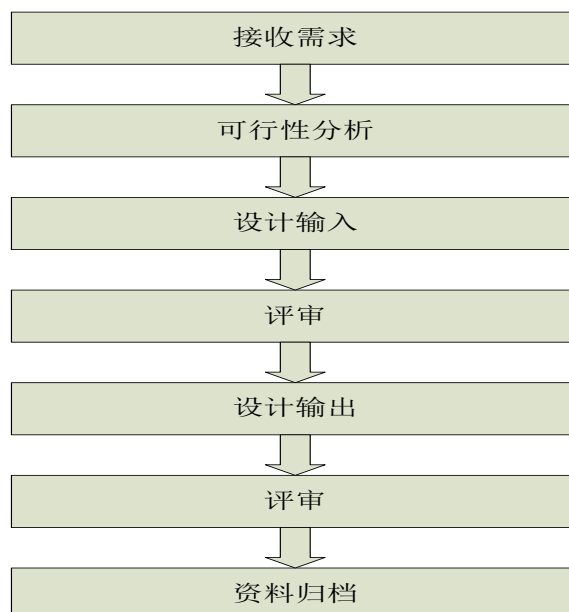 接收需求
可行性分析
设计输入
评审
设计输出
评审
资料归档